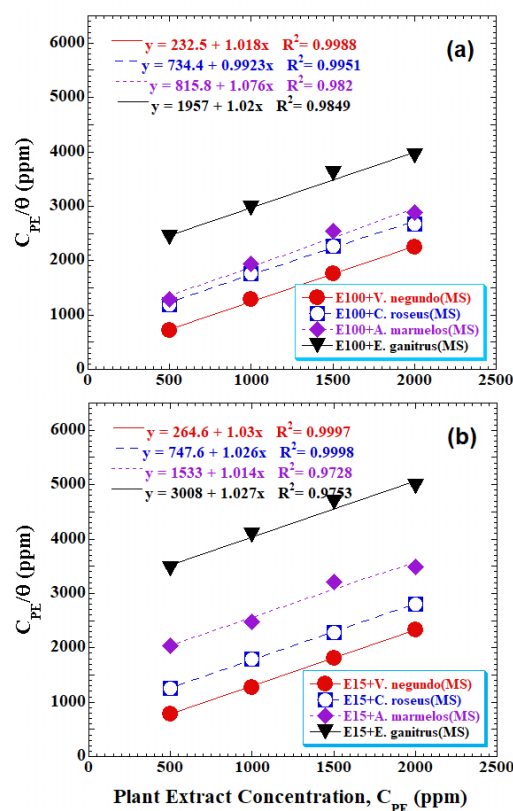 (a)
y = 232.5 + 1.018x R²= 0.9988
y = 734.4 + 0.9923x R²= 0.9951
y = 815.8 + 1.076x R²= 0.982
y = 1957 + 1.02x R²= 0.9849
6000
5000
4000
3000
2000
1000
0
C_PE/θ (ppm)
E100+V. negundo(MS)
E100+C. roseus(MS)
E100+A. marmelos(MS)
E100+E. ganitrus(MS)
0 500 1000 1500 2000 2500
(b)
y = 264.6 + 1.03x R²= 0.9997
y = 747.6 + 1.026x R²= 0.9998
y = 1533 + 1.014x R²= 0.9728
y = 3008 + 1.027x R²= 0.9753
6000
5000
4000
3000
2000
1000
0
C_PE/θ (ppm)
E15+V. negundo(MS)
E15+C. roseus(MS)
E15+A. marmelos(MS)
E15+E. ganitrus(MS)
0 500 1000 1500 2000 2500
Plant Extract Concentration, C_PE (ppm)